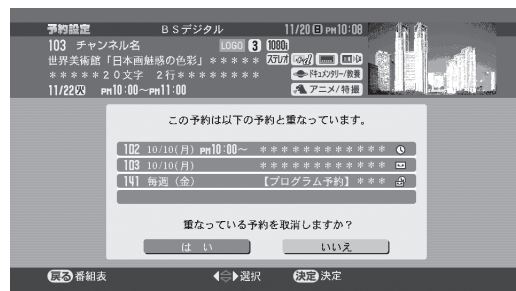 予約設定 BSデジタル 11/20 日 PM10:08
103 チャンネル名 LOGO 3 1080i
世界美術館「日本画魅惑の色彩」*****
*****20文字 2行********* ドキュメンタリー/教養
11/22火 PM10:00～PM11:00 アニメ/特撮
この予約は以下の予約と重なっています。
102 10/10(月) PM10:00～ ************
103 10/10(月) ************
141 毎週(金) 【プログラム予約】***
重なっている予約を取消しますか?
はい いいえ
戻る 番組表 選択 決定 決定